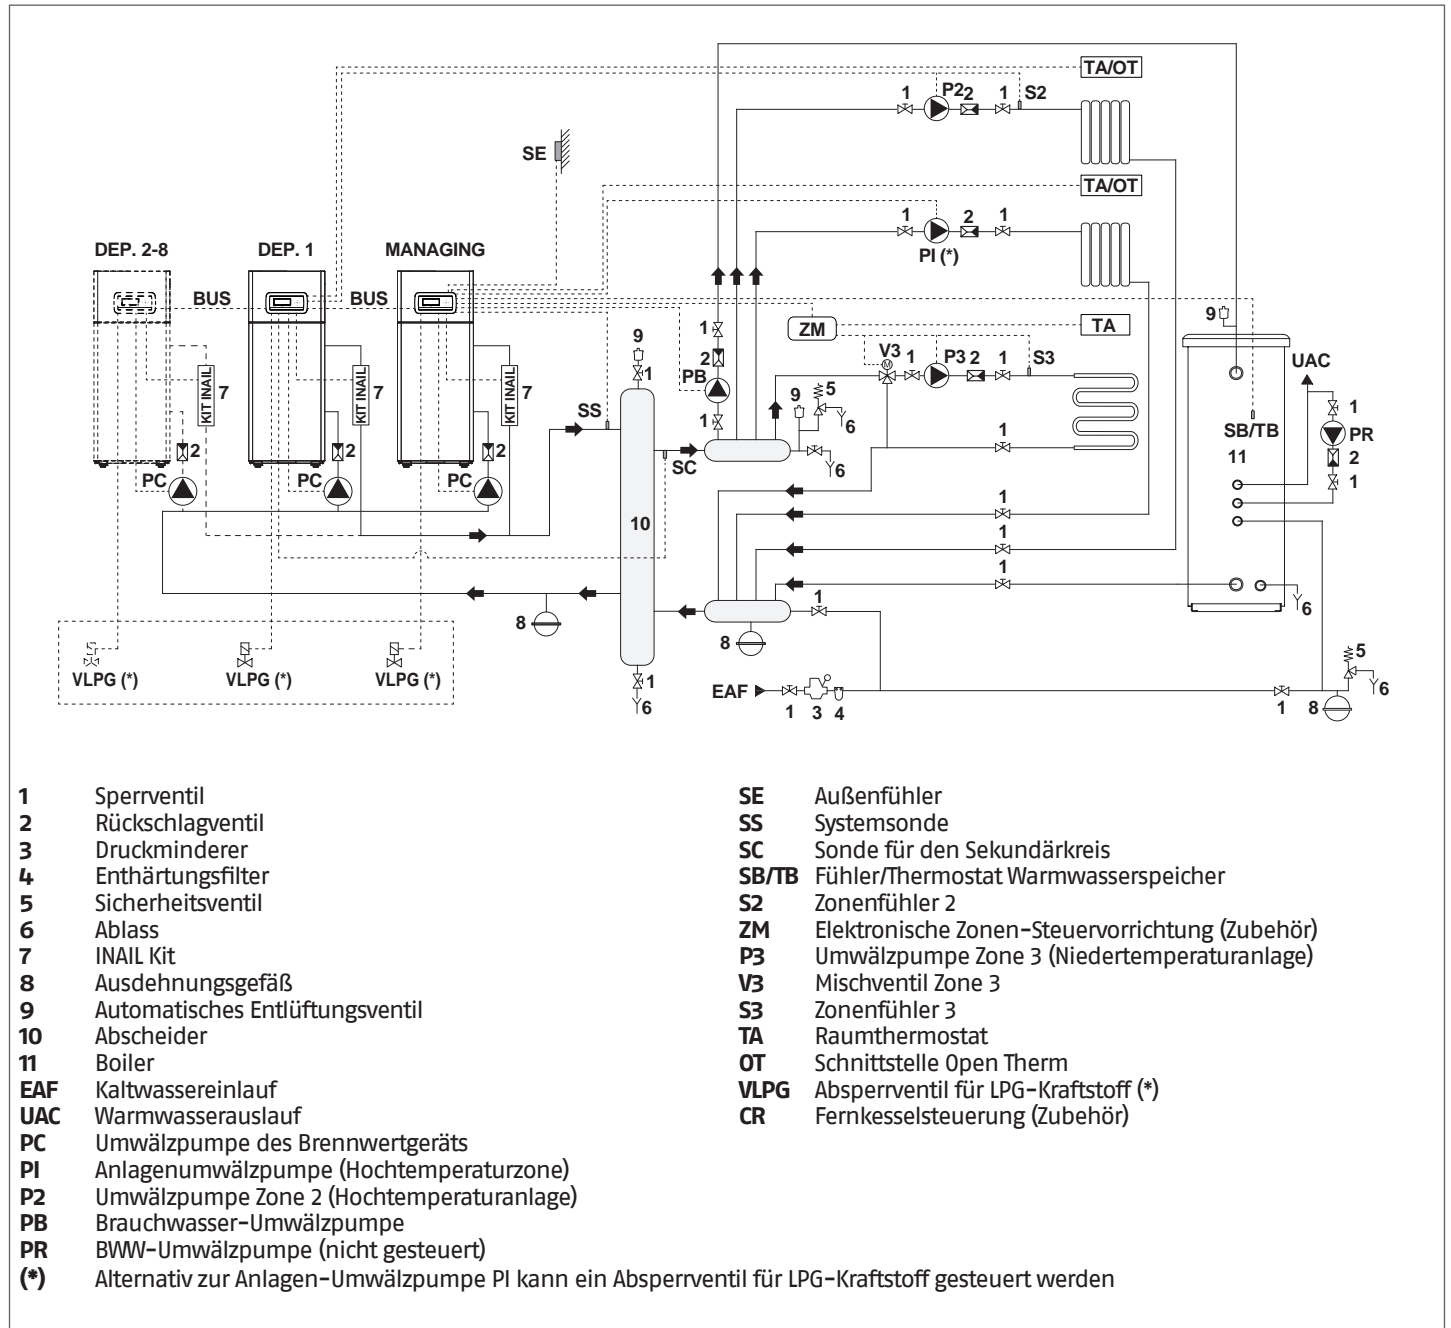 TA/OT
1
P2
2
1
S2
SE
TA/OT
1
2
1
PI (*)
DEP. 2-8
DEP. 1
MANAGING
BUS
BUS
9
ZM
TA
1
9
V3
1
P3
2
1
S3
2
UAC
PB
1
KIT INAIL
7
KIT INAIL
7
KIT INAIL
7
9
5
1
SS
1
6
SB/TB
PR
2
2
2
1
6
11
2
SC
PC
PC
PC
1
1
10
1
1
1
8
8
6
VLPG (*)
VLPG (*)
VLPG (*)
1
6
EAF
1
3
4
1
8
5
6
1 Sperrventil
2 Rückschlagventil
3 Druckminderer
4 Enthärtungsfilter
5 Sicherheitsventil
6 Ablass
7 INAIL Kit
8 Ausdehnungsgefäß
9 Automatisches Entlüftungsventil
10 Abscheider
11 Boiler
EAF Kaltwassereinlauf
UAC Warmwasserauslauf
PC Umwälzpumpe des Brennwertgeräts
PI Anlagenumwälzpumpe (Hochtemperaturzone)
P2 Umwälzpumpe Zone 2 (Hochtemperaturanlage)
PB Brauchwasser-Umwälzpumpe
PR BWW-Umwälzpumpe (nicht gesteuert)
(*) Alternativ zur Anlagen-Umwälzpumpe PI kann ein Absperrventil für LPG-Kraftstoff gesteuert werden
SE Außenfühler
SS Systemsonde
SC Sonde für den Sekundärkreis
SB/TB Fühler/Thermostat Warmwasserspeicher
S2 Zonenfühler 2
ZM Elektronische Zonen-Steuervorrichtung (Zubehör)
P3 Umwälzpumpe Zone 3 (Niedertemperaturanlage)
V3 Mischventil Zone 3
S3 Zonenfühler 3
TA Raumthermostat
OT Schnittstelle Open Therm
VLPG Absperrventil für LPG-Kraftstoff (*)
CR Fernkesselsteuerung (Zubehör)